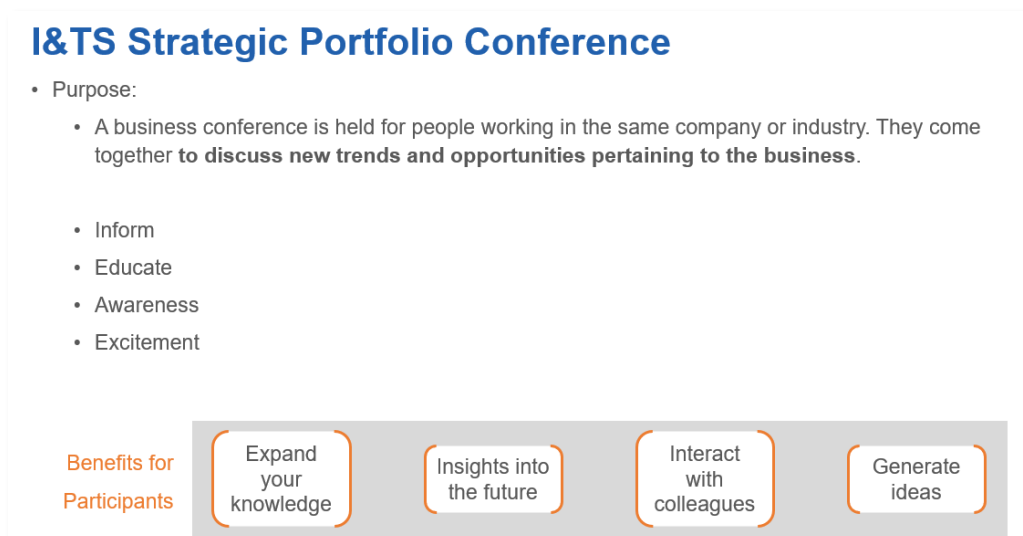 I&TS Strategic Portfolio Conference
• Purpose:
• A business conference is held for people working in the same company or industry. They come
together to discuss new trends and opportunities pertaining to the business.
• Inform
• Educate
• Awareness
• Excitement
Benefits for
Participants
Expand
your
knowledge
Insights into
the future
Interact
with
colleagues
Generate
ideas